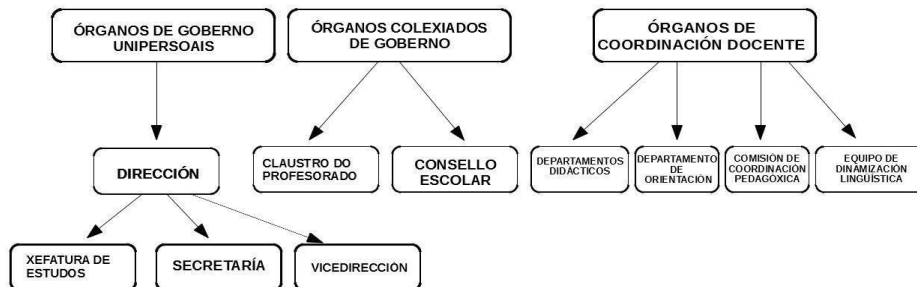 ÓRGANOS DE GOBERNO
UNIPERSOAIS
ÓRGANOS COLEXIADOS
DE GOBERNO
ÓRGANOS DE
COORDINACIÓN DOCENTE
DIRECCIÓN
CLAUSTRO DO
PROFESORADO
CONSELLO
ESCOLAR
DEPARTAMENTOS
DIDÁCTICOS
DEPARTAMENTO
DE
ORIENTACIÓN
COMISIÓN DE
COORDINACIÓN
PEDAGÓXICA
EQUIPO DE
DINAMIZACIÓN
LINGÜÍSTICA
XEFATURA DE
ESTUDOS
SECRETARÍA
VICEDIRECCIÓN